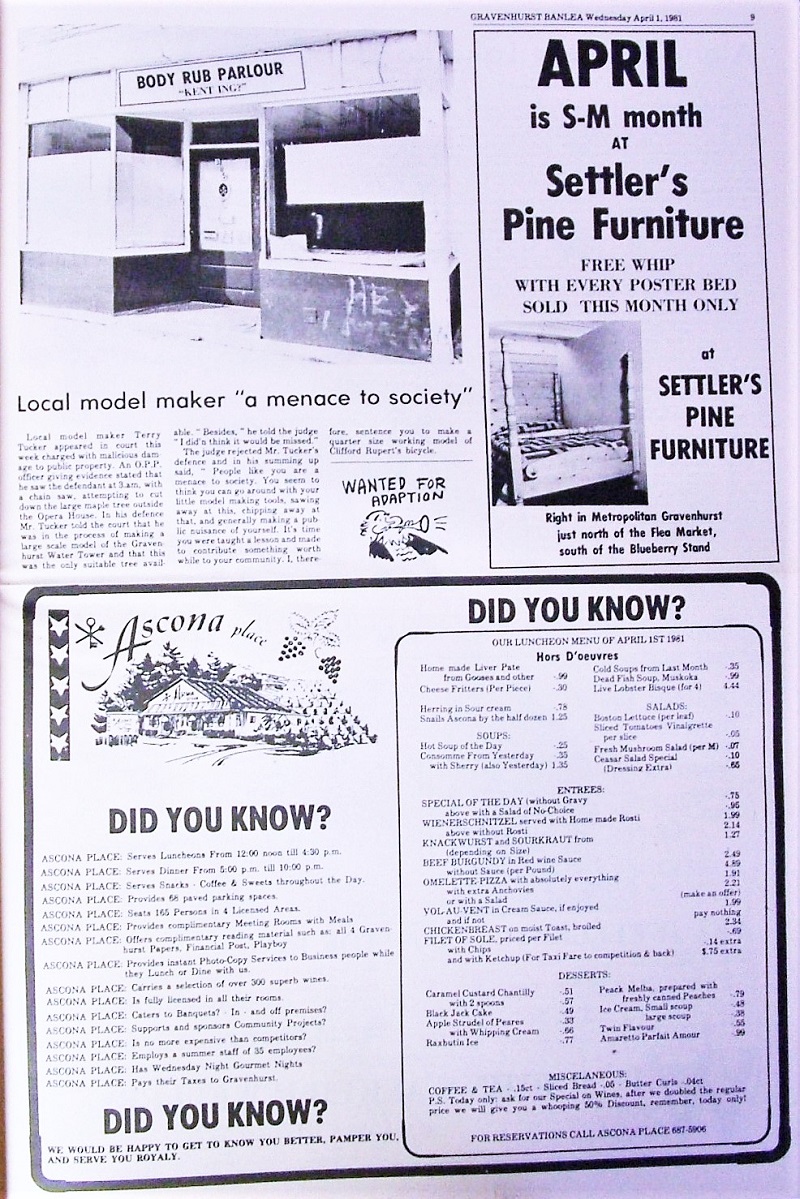 GRAVENHURST BANLEA Wednesday April 1, 1981 9
BODY RUB PARLOUR
"KENT ING?"
HEY
Local model maker "a menace to society"
Local model maker Terry
Tucker appeared in court this
week charged with malicious dam-
age to public property. An O.P.P.
officer giving evidence stated that
he saw the defendant at 3 a.m. with
a chain saw, attempting to cut
down the large maple tree outside
the Opera House. In his defence
Mr. Tucker told the court that he
was in the process of making a
large scale model of the Graven-
hurst Water Tower and that this
was the only suitable tree avail-
able. "Besides," he told the judge
"I didn't think it would be missed."
The judge rejected Mr. Tucker's
defence and in his summing up
said, "People like you are a
menace to society. You seem to
think you can go around with your
little model making tools, sawing
away at this, chipping away at
that, and generally making a pub-
lic nuisance of yourself. It's time
you were taught a lesson and made
to contribute something worth
while to your community. I, there-
fore, sentence you to make a
quarter size working model of
Clifford Rupert's bicycle.
WANTED FOR
ADAPTION
APRIL
is S-M month
AT
Settler's
Pine Furniture
FREE WHIP
WITH EVERY POSTER BED
SOLD THIS MONTH ONLY
at
SETTLER'S
PINE
FURNITURE
Right in Metropolitan Gravenhurst
just north of the Flea Market,
south of the Blueberry Stand
Ascona place
DID YOU KNOW?
ASCONA PLACE: Serves Luncheons From 12:00 noon till 4:30 p.m.
ASCONA PLACE: Serves Dinner From 5:00 p.m. till 10:00 p.m.
ASCONA PLACE: Serves Snacks - Coffee & Sweets throughout the Day.
ASCONA PLACE: Provides 68 paved parking spaces.
ASCONA PLACE: Seats 165 Persons in 4 Licensed Areas.
ASCONA PLACE: Provides complimentary Meeting Rooms with Meals
ASCONA PLACE: Offers complimentary reading material such as: all 4 Graven-
hurst Papers, Financial Post, Playboy
ASCONA PLACE: Provides instant Photo-Copy Services to Business people while
they Lunch or Dine with us.
ASCONA PLACE: Carries a selection of over 300 superb wines.
ASCONA PLACE: Is fully licensed in all their rooms.
ASCONA PLACE: Caters to Banquets? - In - and off premises?
ASCONA PLACE: Supports and sponsors Community Projects?
ASCONA PLACE: Is no more expensive than competitors?
ASCONA PLACE: Employs a summer staff of 35 employees?
ASCONA PLACE: Has Wednesday Night Gourmet Nights
ASCONA PLACE: Pays their Taxes to Gravenhurst.
DID YOU KNOW?
WE WOULD BE HAPPY TO GET TO KNOW YOU BETTER, PAMPER YOU,
AND SERVE YOU ROYALY.
DID YOU KNOW?
OUR LUNCHEON MENU OF APRIL 1ST 1981
Hors D'oeuvres
Home made Liver Pate
from Gooses and other -.99
Cheese Fritters (Per Piece) -.30
Herring in Sour cream -.78
Snails Ascona by the half dozen 1.25
SOUPS:
Hot Soup of the Day -.25
Consomme From Yesterday -.35
with Sherry (also Yesterday) 1.35
Cold Soups from Last Month -.35
Dead Fish Soup, Muskoka -.99
Live Lobster Bisque (for 4) 4.44
SALADS:
Boston Lettuce (per leaf) -.10
Sliced Tomatoes Vinaigrette
per slice -.05
Fresh Mushroom Salad (per M) -.07
Ceasar Salad Special -.10
(Dressing Extra) -.65
ENTREES:
SPECIAL OF THE DAY (without Gravy -.75
above with a Salad of No-Choice -.95
WIENERSCHNITZEL served with Home made Rosti 1.99
above without Rosti 2.14
KNACKWURST and SOURKRAUT from 1.27
(depending on Size)
BEEF BURGUNDY in Red wine Sauce 2.49
without Sauce (per Pound) 4.89
OMELETTE-PIZZA with absolutely everything 1.91
with extra Anchovies 2.21
or with a Salad (make an offer)
VOL-AU-VENT in Cream Sauce, if enjoyed 1.99
and if not pay nothing
CHICKENBREAST on moist Toast, broiled 2.34
FILET OF SOLE, priced per Filet -.69
with Chips -.14 extra
and with Ketchup (For Taxi Fare to competition & back) $.75 extra
DESSERTS:
Caramel Custard Chantilly -.51
with 2 spoons -.57
Black Jack Cake -.49
Apple Strudel of Peares -.33
with Whipping Cream -.66
Raxbutin Ice -.77
Peack Melba, prepared with
freshly canned Peaches -.79
Ice Cream, Small scoup -.48
large scoup -.38
Twin Flavour -.55
Amaretto Parfait Amour -.99
MISCELANEOUS:
COFFEE & TEA - .15ct - Sliced Bread -.05 - Butter Curls -.04ct
P.S. Today only: ask for our Special on Wines, after we doubled the regular
price we will give you a whooping 50% Discount, remember, today only!
FOR RESERVATIONS CALL ASCONA PLACE 687-5906